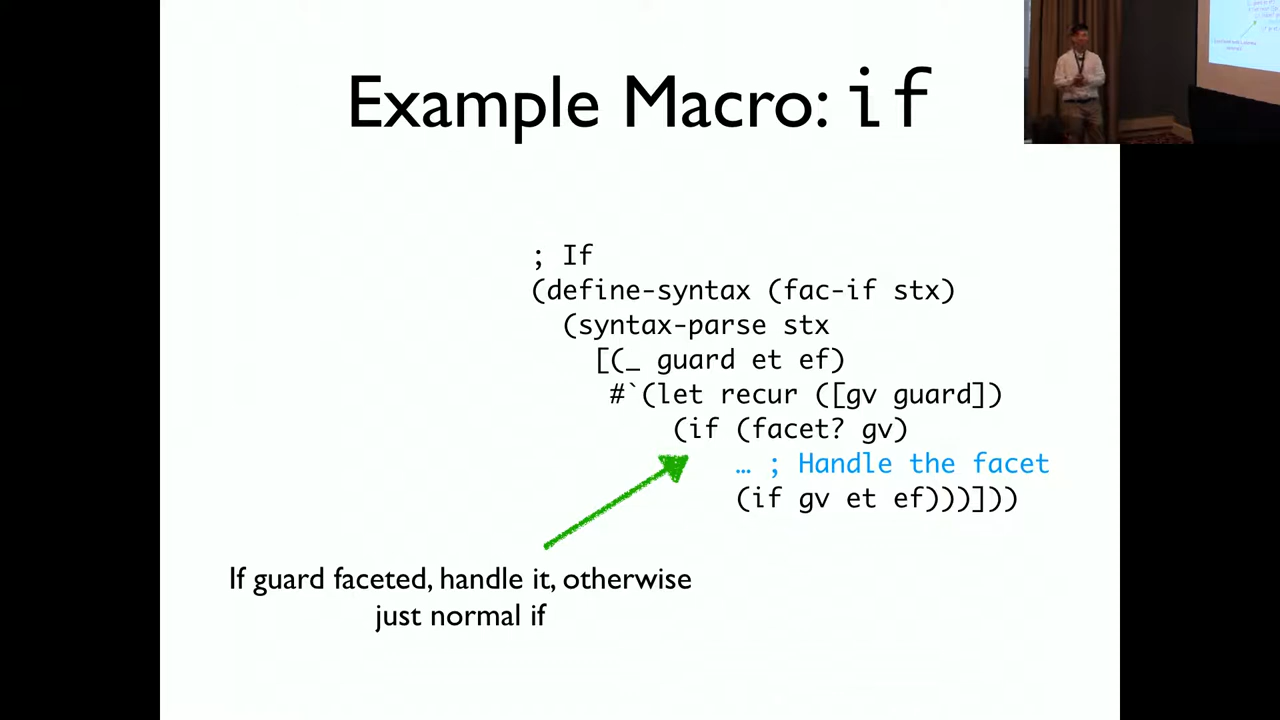 Example Macro: if
; If
(define-syntax (fac-if stx)
(syntax-parse stx
[(_ guard et ef)
#`(let recur ([gv guard])
(if (facet? gv)
… ; Handle the facet
(if gv et ef)))]))
If guard faceted, handle it, otherwise
just normal if